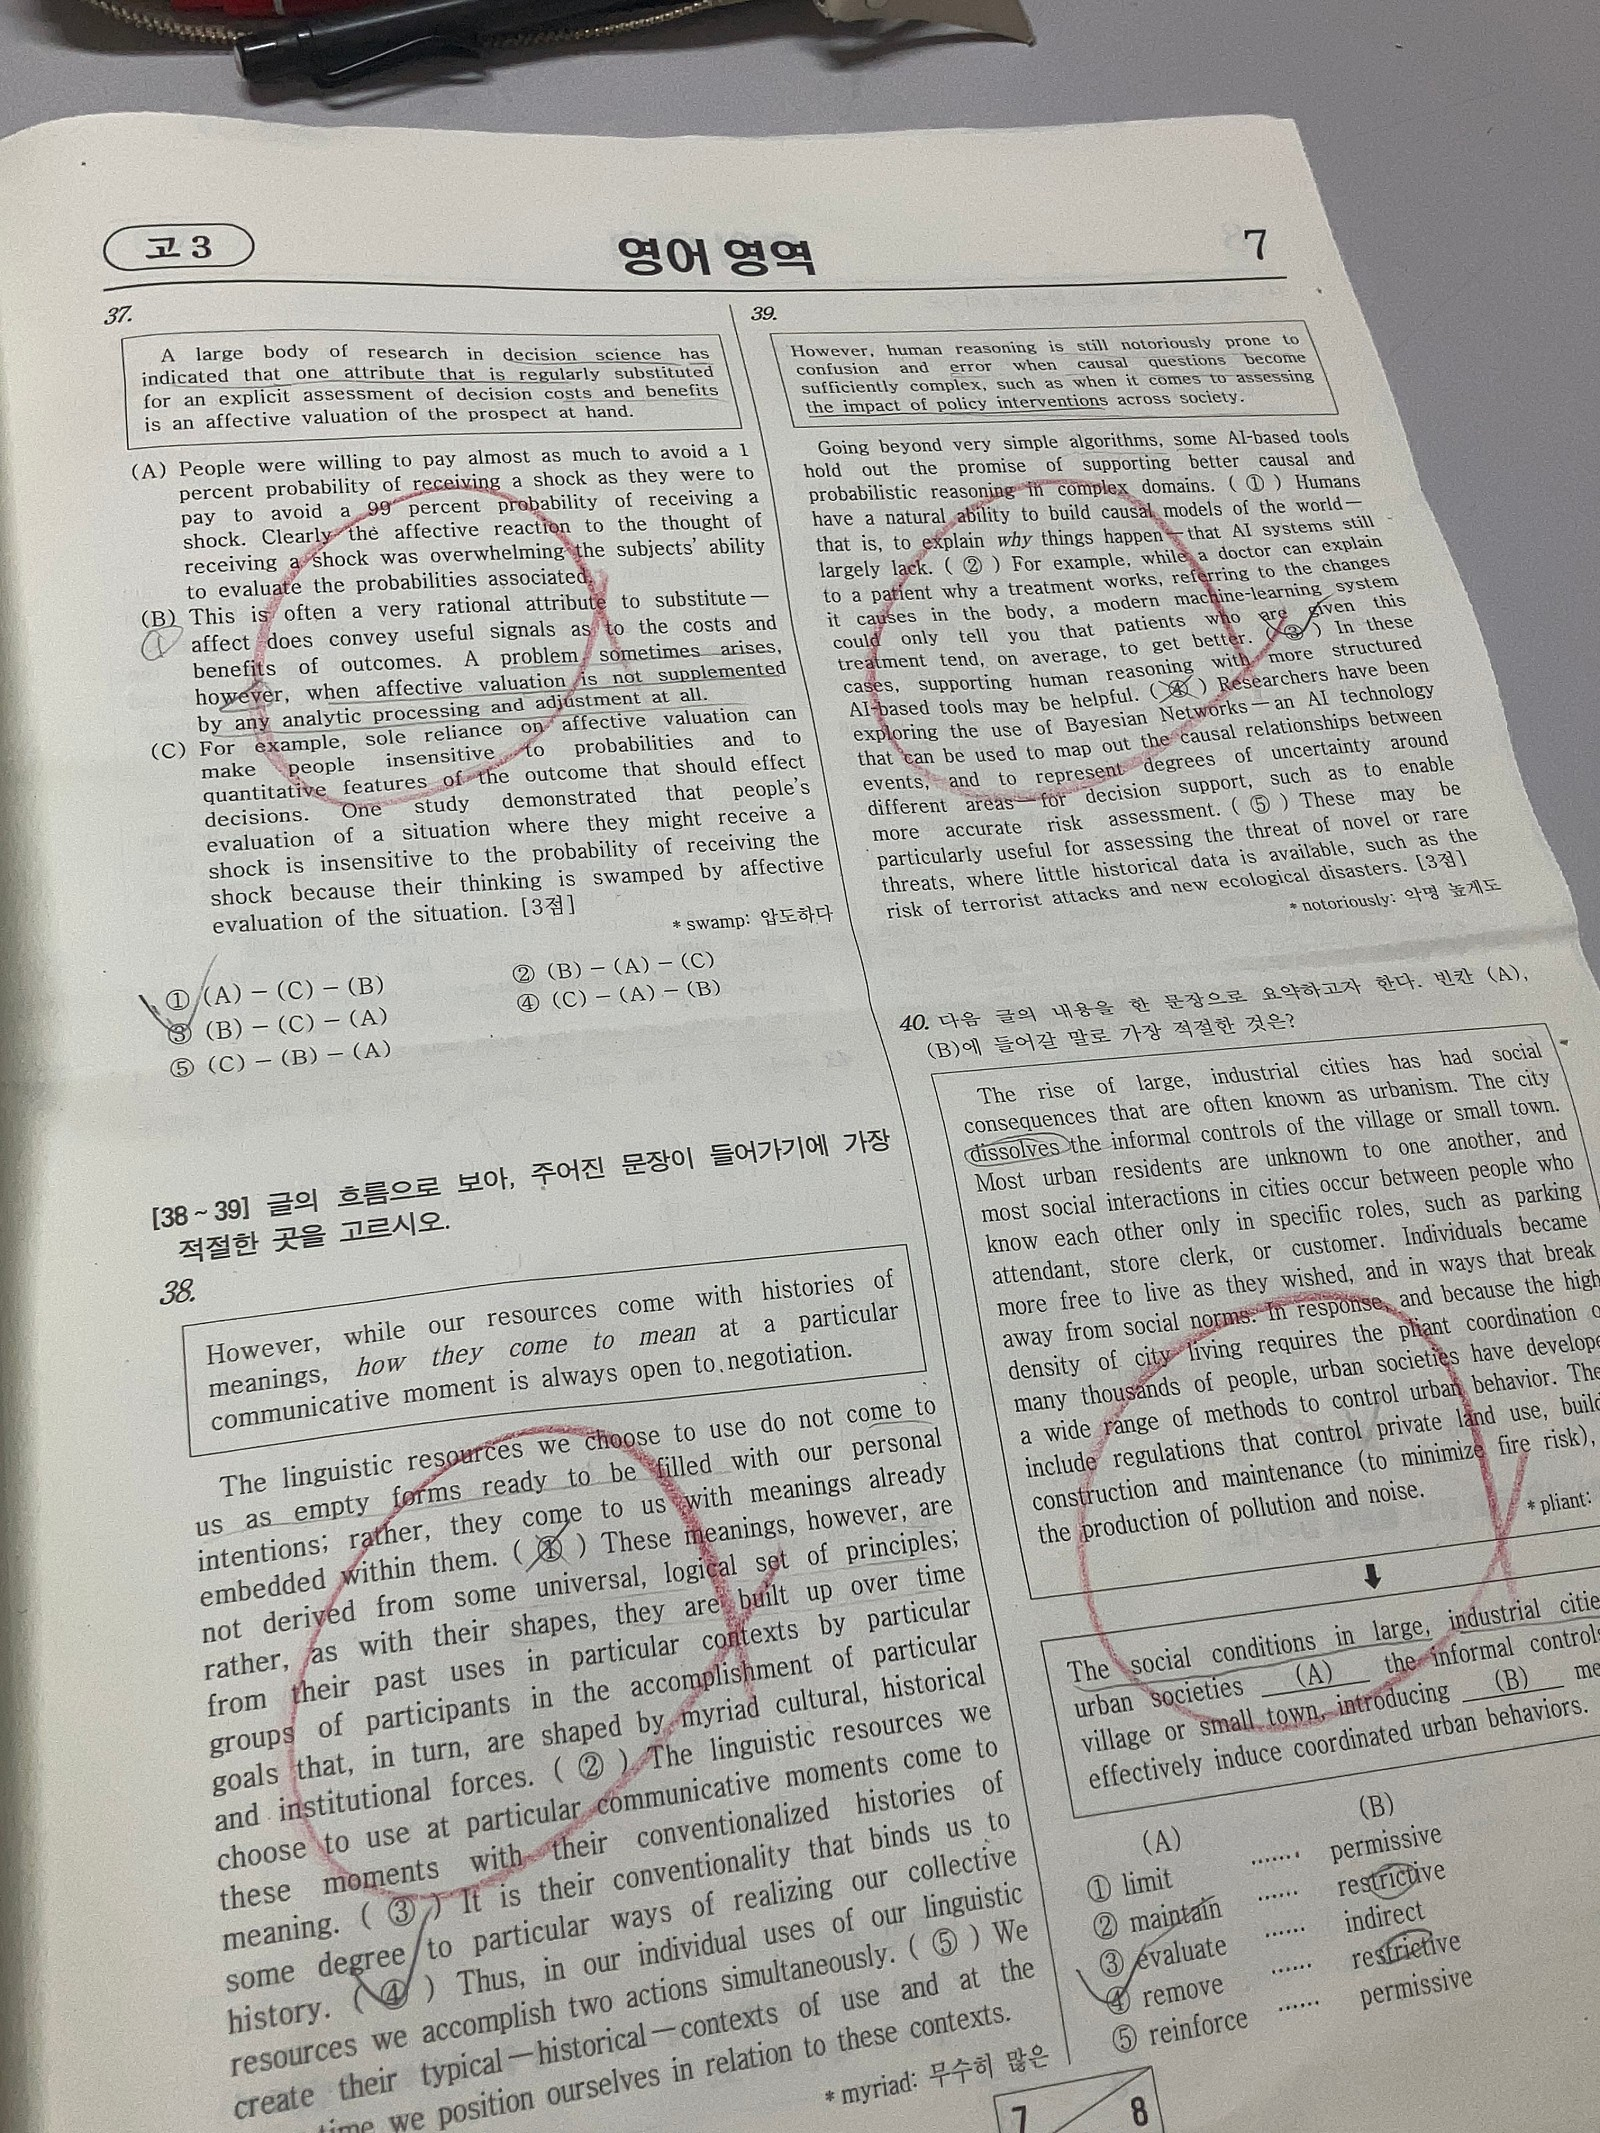 고 3
영어 영역
7
37.
A large body of research in decision science has
indicated that one attribute that is regularly substituted
for an explicit assessment of decision costs and benefits
is an affective valuation of the prospect at hand.
(A) People were willing to pay almost as much to avoid a 1
percent probability of receiving a shock as they were to
pay to avoid a 99 percent probability of receiving a
shock. Clearly the affective reaction to the thought of
receiving a shock was overwhelming the subjects' ability
to evaluate the probabilities associated.
(B) This is often a very rational attribute to substitute—
affect does convey useful signals as to the costs and
benefits of outcomes. A problem sometimes arises,
however, when affective valuation is not supplemented
by any analytic processing and adjustment at all.
(C) For example, sole reliance on affective valuation can
make people insensitive to probabilities and to
quantitative features of the outcome that should effect
decisions. One study demonstrated that people's
evaluation of a situation where they might receive a
shock is insensitive to the probability of receiving the
shock because their thinking is swamped by affective
evaluation of the situation. [3점]
* swamp: 압도하다
① (A) - (C) - (B)
② (B) - (A) - (C)
③ (B) - (C) - (A)
④ (C) - (A) - (B)
⑤ (C) - (B) - (A)
[38~39] 글의 흐름으로 보아, 주어진 문장이 들어가기에 가장
적절한 곳을 고르시오.
38.
However, while our resources come with histories of
meanings, how they come to mean at a particular
communicative moment is always open to negotiation.
The linguistic resources we choose to use do not come to
us as empty forms ready to be filled with our personal
intentions; rather, they come to us with meanings already
embedded within them. ( ① ) These meanings, however, are
not derived from some universal, logical set of principles;
rather, as with their shapes, they are built up over time
from their past uses in particular contexts by particular
groups of participants in the accomplishment of particular
goals that, in turn, are shaped by myriad cultural, historical
and institutional forces. ( ② ) The linguistic resources we
choose to use at particular communicative moments come to
these moments with their conventionalized histories of
meaning. ( ③ ) It is their conventionality that binds us to
some degree to particular ways of realizing our collective
history. ( ④ ) Thus, in our individual uses of our linguistic
resources we accomplish two actions simultaneously. ( ⑤ ) We
create their typical—historical—contexts of use and at the
time we position ourselves in relation to these contexts.
* myriad: 무수히 많은
39.
However, human reasoning is still notoriously prone to
confusion and error when causal questions become
sufficiently complex, such as when it comes to assessing
the impact of policy interventions across society.
Going beyond very simple algorithms, some AI-based tools
hold out the promise of supporting better causal and
probabilistic reasoning in complex domains. ( ① ) Humans
have a natural ability to build causal models of the world—
that is, to explain why things happen—that AI systems still
largely lack. ( ② ) For example, while a doctor can explain
to a patient why a treatment works, referring to the changes
it causes in the body, a modern machine-learning system
could only tell you that patients who are given this
treatment tend, on average, to get better. ( ③ ) In these
cases, supporting human reasoning with more structured
AI-based tools may be helpful. ( ④ ) Researchers have been
exploring the use of Bayesian Networks—an AI technology
that can be used to map out the causal relationships between
events, and to represent degrees of uncertainty around
different areas—for decision support, such as to enable
more accurate risk assessment. ( ⑤ ) These may be
particularly useful for assessing the threat of novel or rare
threats, where little historical data is available, such as the
risk of terrorist attacks and new ecological disasters. [3점]
* notoriously: 악명 높게도
40. 다음 글의 내용을 한 문장으로 요약하고자 한다. 빈칸 (A),
(B)에 들어갈 말로 가장 적절한 것은?
The rise of large, industrial cities has had social
consequences that are often known as urbanism. The city
dissolves the informal controls of the village or small town.
Most urban residents are unknown to one another, and
most social interactions in cities occur between people who
know each other only in specific roles, such as parking
attendant, store clerk, or customer. Individuals became
more free to live as they wished, and in ways that break
away from social norms. In response, and because the high
density of city living requires the pliant coordination
many thousands of people, urban societies have
a wide range of methods to control urban behavior.
include regulations that control private land use,
construction and maintenance (to minimize fire risk),
the production of pollution and noise.
* pliant:
The social conditions in large, industrial
urban societies (A) the informal
village or small town, introducing (B)
effectively induce coordinated urban behaviors.
(A) (B)
① limit ······ permissive
② maintain ······ restrictive
③ evaluate ······ indirect
④ remove ······ restrictive
⑤ reinforce ······ permissive
7
8